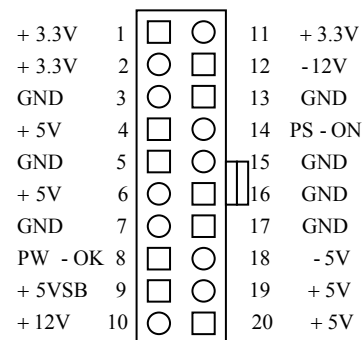 + 3.3V 1 11 + 3.3V
+ 3.3V 2 12 - 12V
GND 3 13 GND
+ 5V 4 14 PS - ON
GND 5 15 GND
+ 5V 6 16 GND
GND 7 17 GND
PW - OK 8 18 - 5V
+ 5VSB 9 19 + 5V
+ 12V 10 20 + 5V